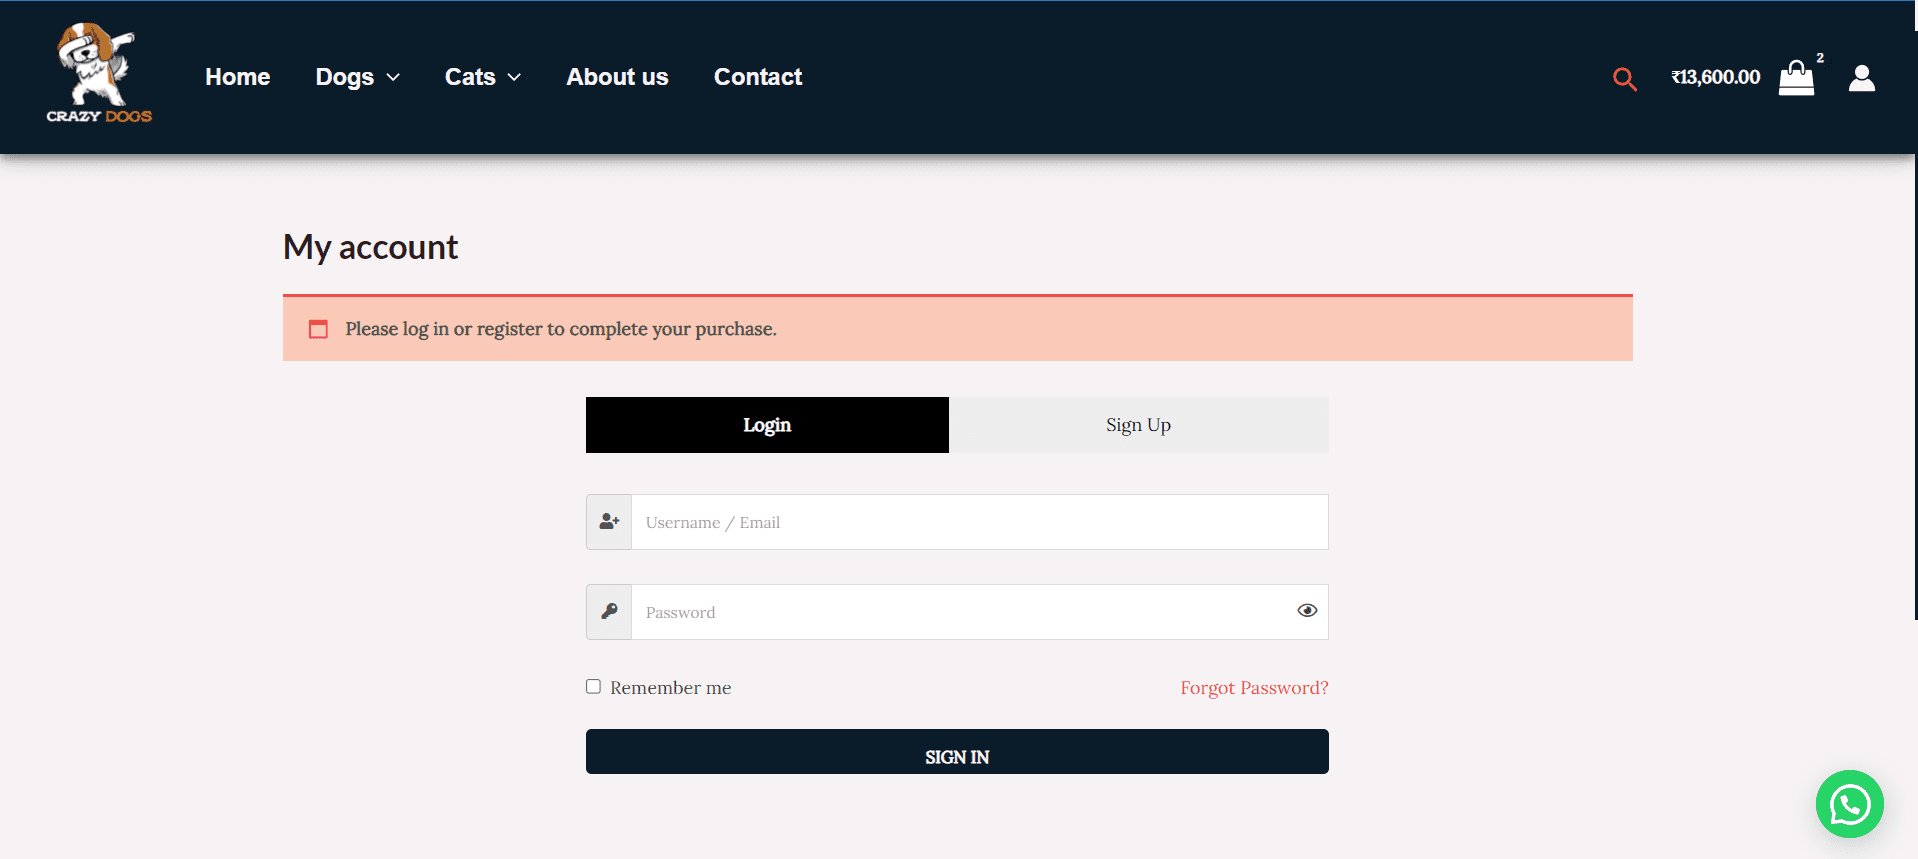 CRAZY DOGS
Home Dogs Cats About us Contact
₹13,600.00 2
My account
Please log in or register to complete your purchase.
Login Sign Up
Username / Email
Password
Remember me Forgot Password?
SIGN IN